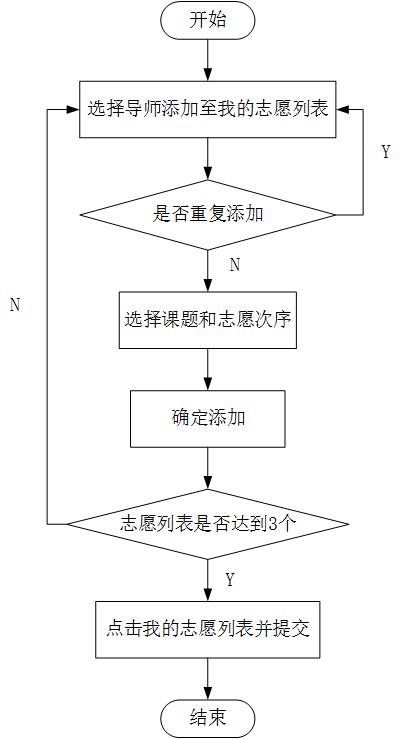 开始
选择导师添加至我的志愿列表
Y
是否重复添加
N
选择课题和志愿次序
N
确定添加
志愿列表是否达到3个
Y
点击我的志愿列表并提交
结束